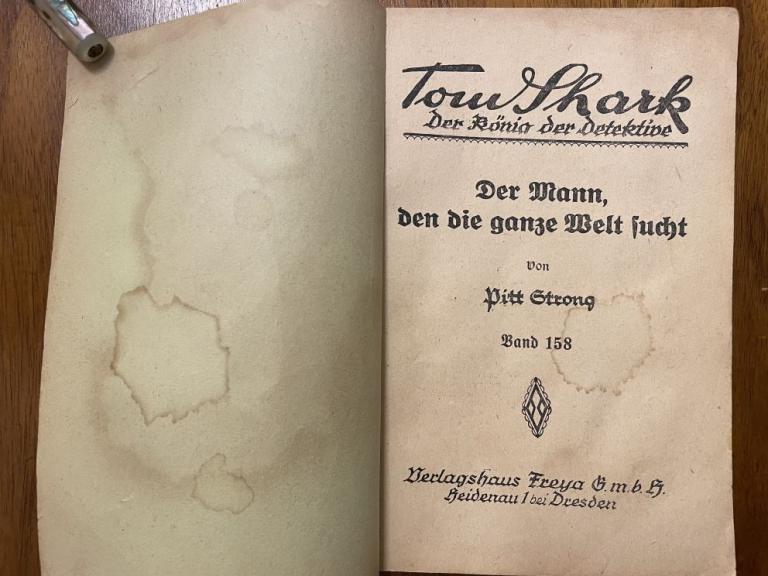 Tom Shark
Der König der Detektive
Der Mann,
den die ganze Welt sucht
von
Pitt Strong
Band 158
Verlagshaus Freya G.m.b.H.
Heidenau 1 bei Dresden